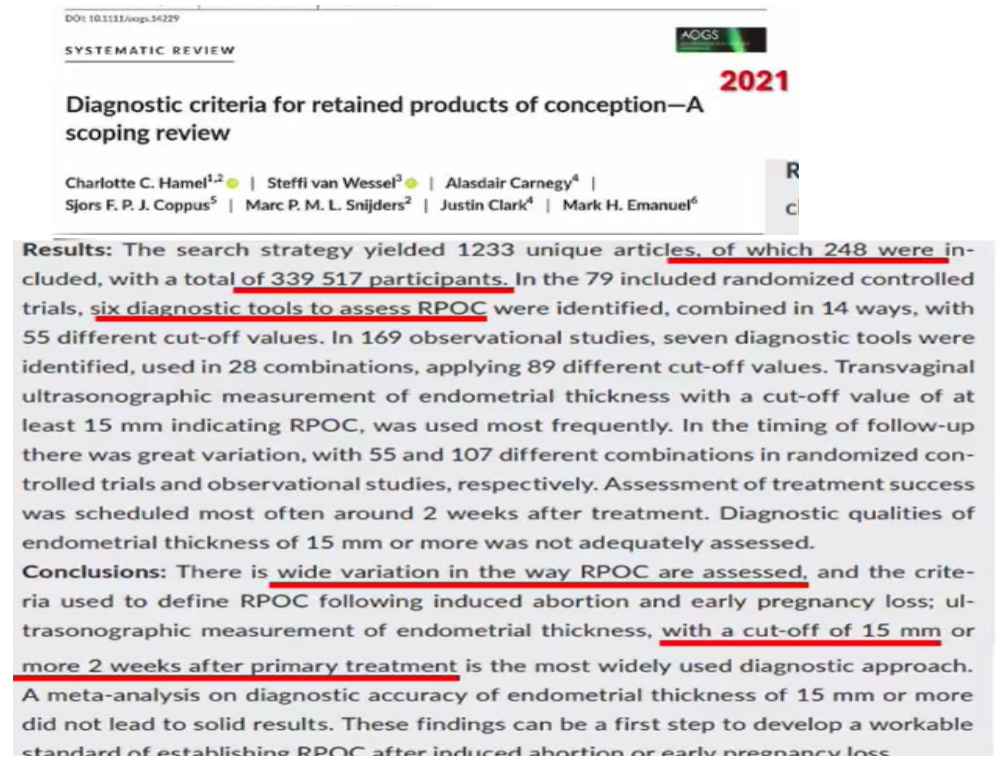 DOI: 10.1111/aogs.14229
SYSTEMATIC REVIEW
AOGS
2021
Diagnostic criteria for retained products of conception—A
scoping review
Charlotte C. Hamel1,2 | Steffi van Wessel3 | Alasdair Carnegy4 |
Sjors F. P. J. Coppus5 | Marc P. M. L. Snijders2 | Justin Clark4 | Mark H. Emanuel6
R
cl
Results: The search strategy yielded 1233 unique articles, of which 248 were in-
cluded, with a total of 339 517 participants. In the 79 included randomized controlled
trials, six diagnostic tools to assess RPOC were identified, combined in 14 ways, with
55 different cut-off values. In 169 observational studies, seven diagnostic tools were
identified, used in 28 combinations, applying 89 different cut-off values. Transvaginal
ultrasonographic measurement of endometrial thickness with a cut-off value of at
least 15 mm indicating RPOC, was used most frequently. In the timing of follow-up
there was great variation, with 55 and 107 different combinations in randomized con-
trolled trials and observational studies, respectively. Assessment of treatment success
was scheduled most often around 2 weeks after treatment. Diagnostic qualities of
endometrial thickness of 15 mm or more was not adequately assessed.
Conclusions: There is wide variation in the way RPOC are assessed, and the crite-
ria used to define RPOC following induced abortion and early pregnancy loss; ul-
trasonographic measurement of endometrial thickness, with a cut-off of 15 mm or
more 2 weeks after primary treatment is the most widely used diagnostic approach.
A meta-analysis on diagnostic accuracy of endometrial thickness of 15 mm or more
did not lead to solid results. These findings can be a first step to develop a workable
standard of establishing RPOC after induced abortion or early pregnancy loss.